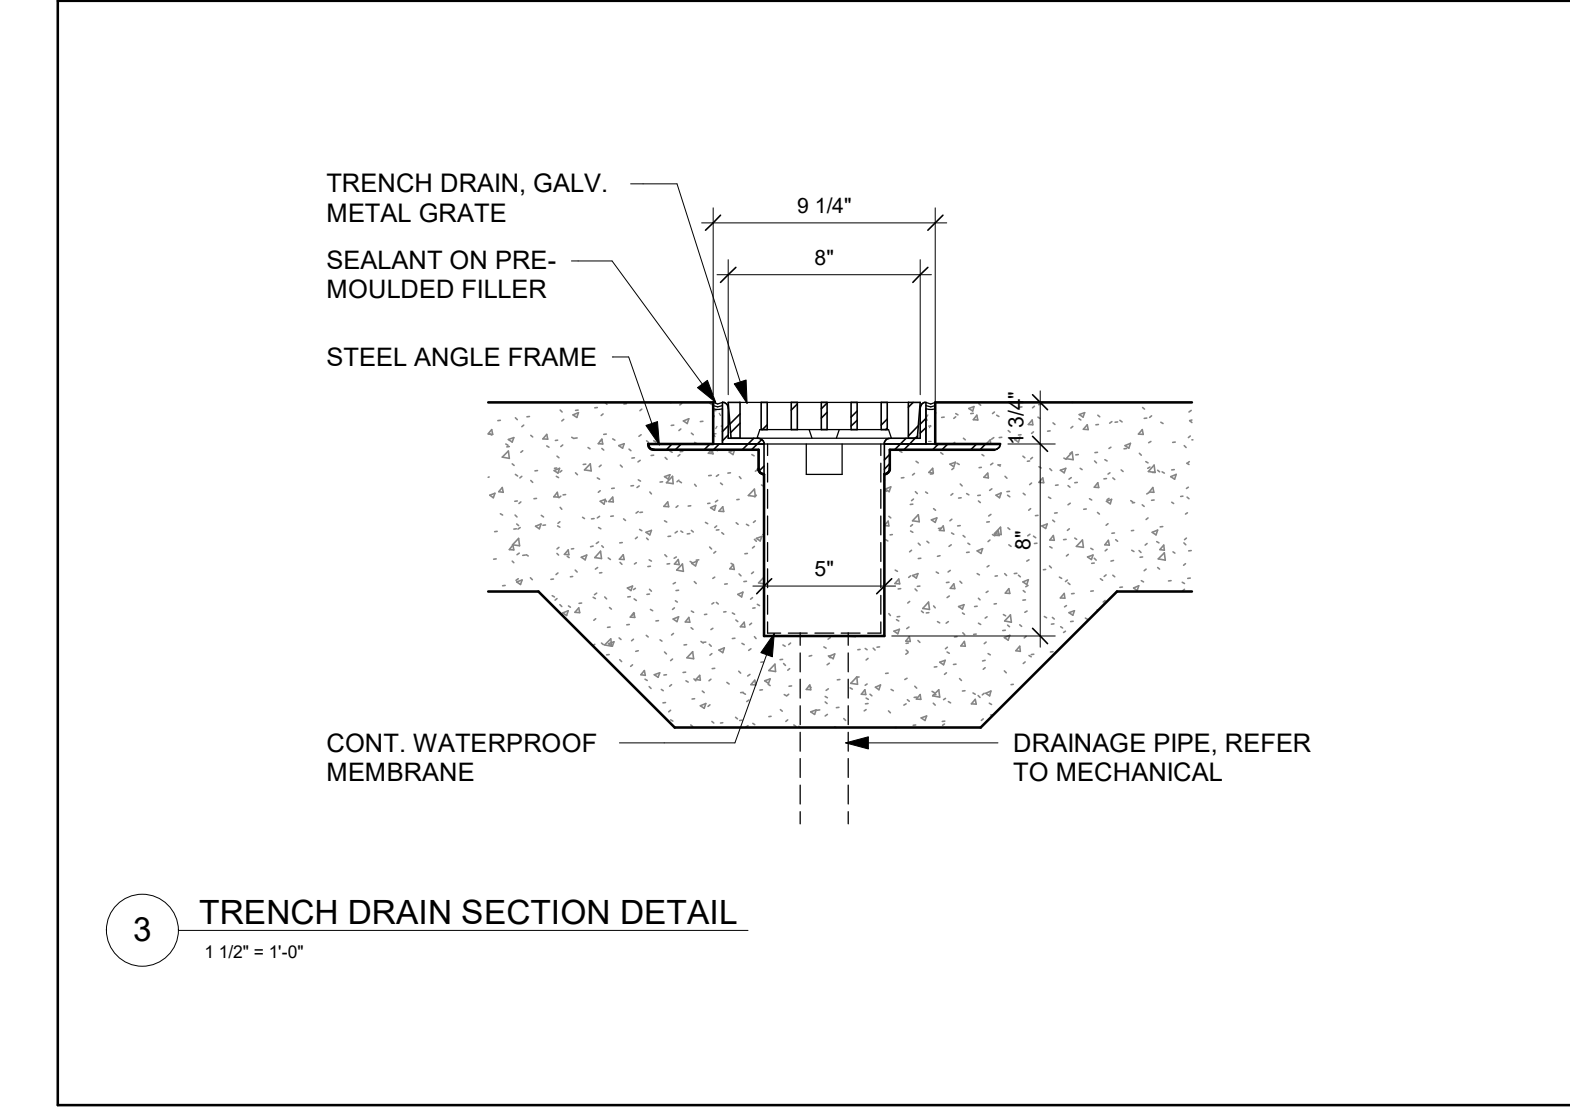 TRENCH DRAIN, GALV.
METAL GRATE
SEALANT ON PRE-
MOULDED FILLER
STEEL ANGLE FRAME
9 1/4"
8"
1 3/4"
8"
5"
CONT. WATERPROOF
MEMBRANE
DRAINAGE PIPE, REFER
TO MECHANICAL
3
TRENCH DRAIN SECTION DETAIL
1 1/2" = 1'-0"